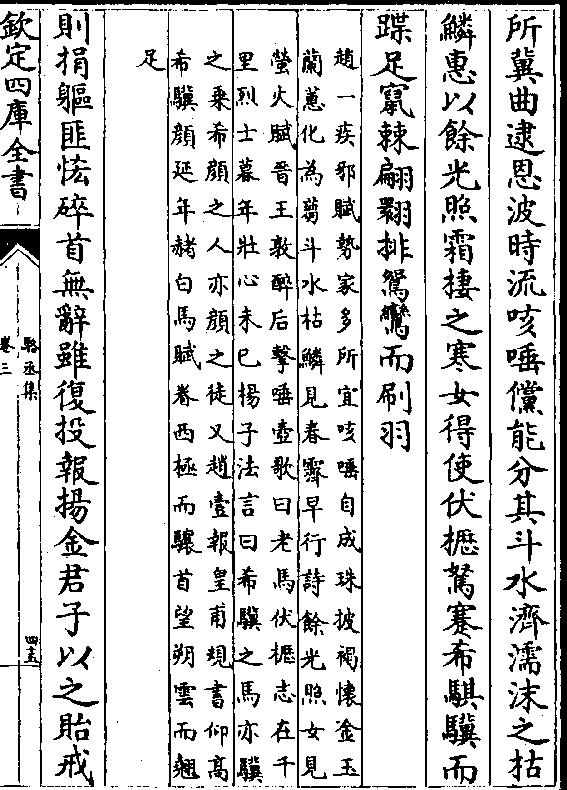 所冀曲逮恩波時流咳唾儻能分其斗水濟濡沫之枯
鱗惠以餘光照霜棲之寒女得使伏櫪駑蹇希騏驥而
蹀足竄棘翩翾排鴛鸞而刷羽
趙一疾邪賦勢家多所宜咳唾自成珠披褐懷金玉
蘭蕙化為芻斗水枯鱗見春霽早行詩餘光照女見
螢火賦晉王敦醉后擊唾壺歌曰老馬伏櫪志在千
里烈士暮年壯心未已揚子法言曰希驥之馬亦驥
之乗希顔之人亦顔之徒又趙壹報皇甫規書仰高
希驥顔延年赭白馬賦眷西極而驤首望朔雲而翹
足
則捐軀匪恡碎首無辭雖復投報揚金君子以之貽戒
欽定四庫全書
駱丞集
卷三
四十五